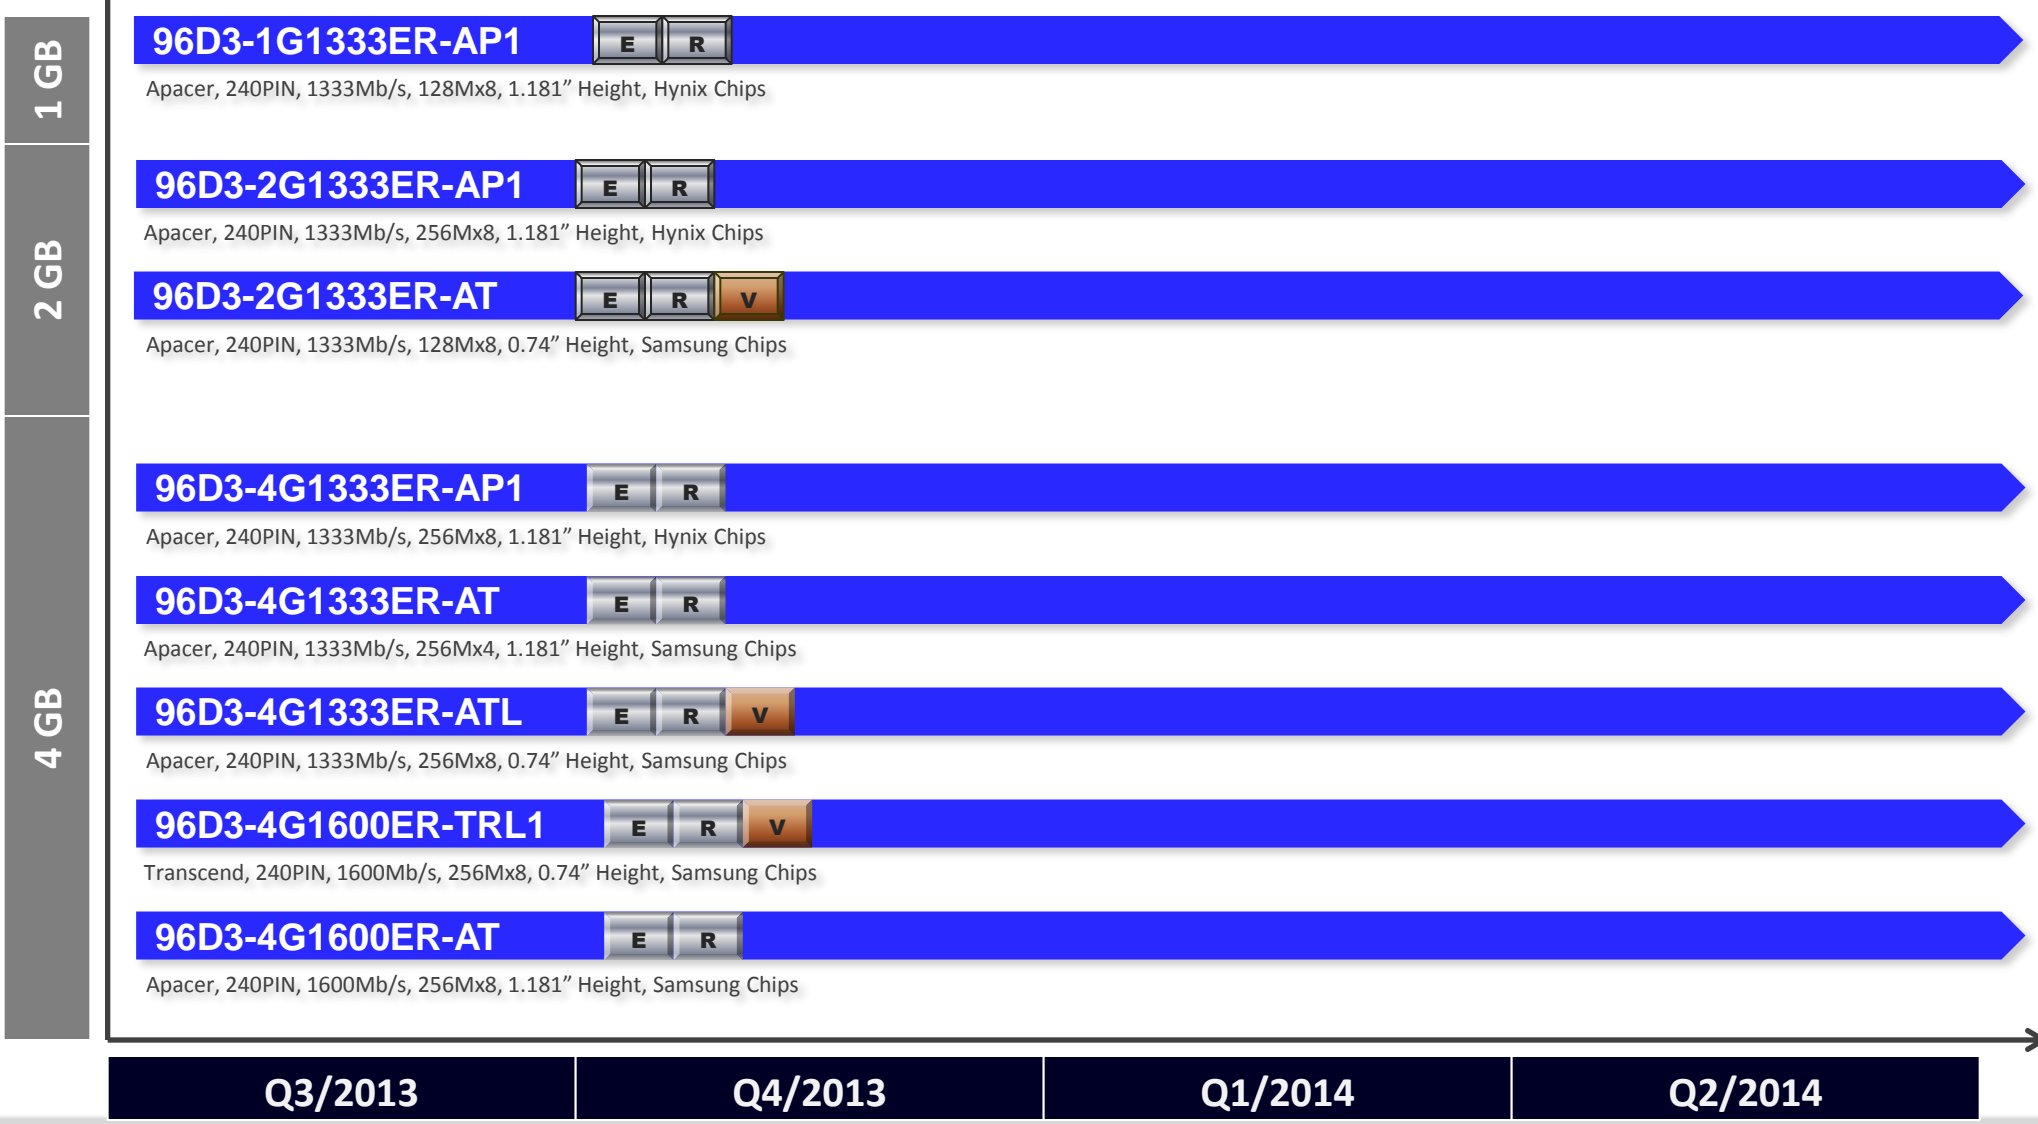 1 GB
96D3-1G1333ER-AP1 E R
Apacer, 240PIN, 1333Mb/s, 128Mx8, 1.181” Height, Hynix Chips
2 GB
96D3-2G1333ER-AP1 E R
Apacer, 240PIN, 1333Mb/s, 256Mx8, 1.181” Height, Hynix Chips
96D3-2G1333ER-AT E R V
Apacer, 240PIN, 1333Mb/s, 128Mx8, 0.74” Height, Samsung Chips
4 GB
96D3-4G1333ER-AP1 E R
Apacer, 240PIN, 1333Mb/s, 256Mx8, 1.181” Height, Hynix Chips
96D3-4G1333ER-AT E R
Apacer, 240PIN, 1333Mb/s, 256Mx4, 1.181” Height, Samsung Chips
96D3-4G1333ER-ATL E R V
Apacer, 240PIN, 1333Mb/s, 256Mx8, 0.74” Height, Samsung Chips
96D3-4G1600ER-TRL1 E R V
Transcend, 240PIN, 1600Mb/s, 256Mx8, 0.74” Height, Samsung Chips
96D3-4G1600ER-AT E R
Apacer, 240PIN, 1600Mb/s, 256Mx8, 1.181” Height, Samsung Chips
Q3/2013 Q4/2013 Q1/2014 Q2/2014